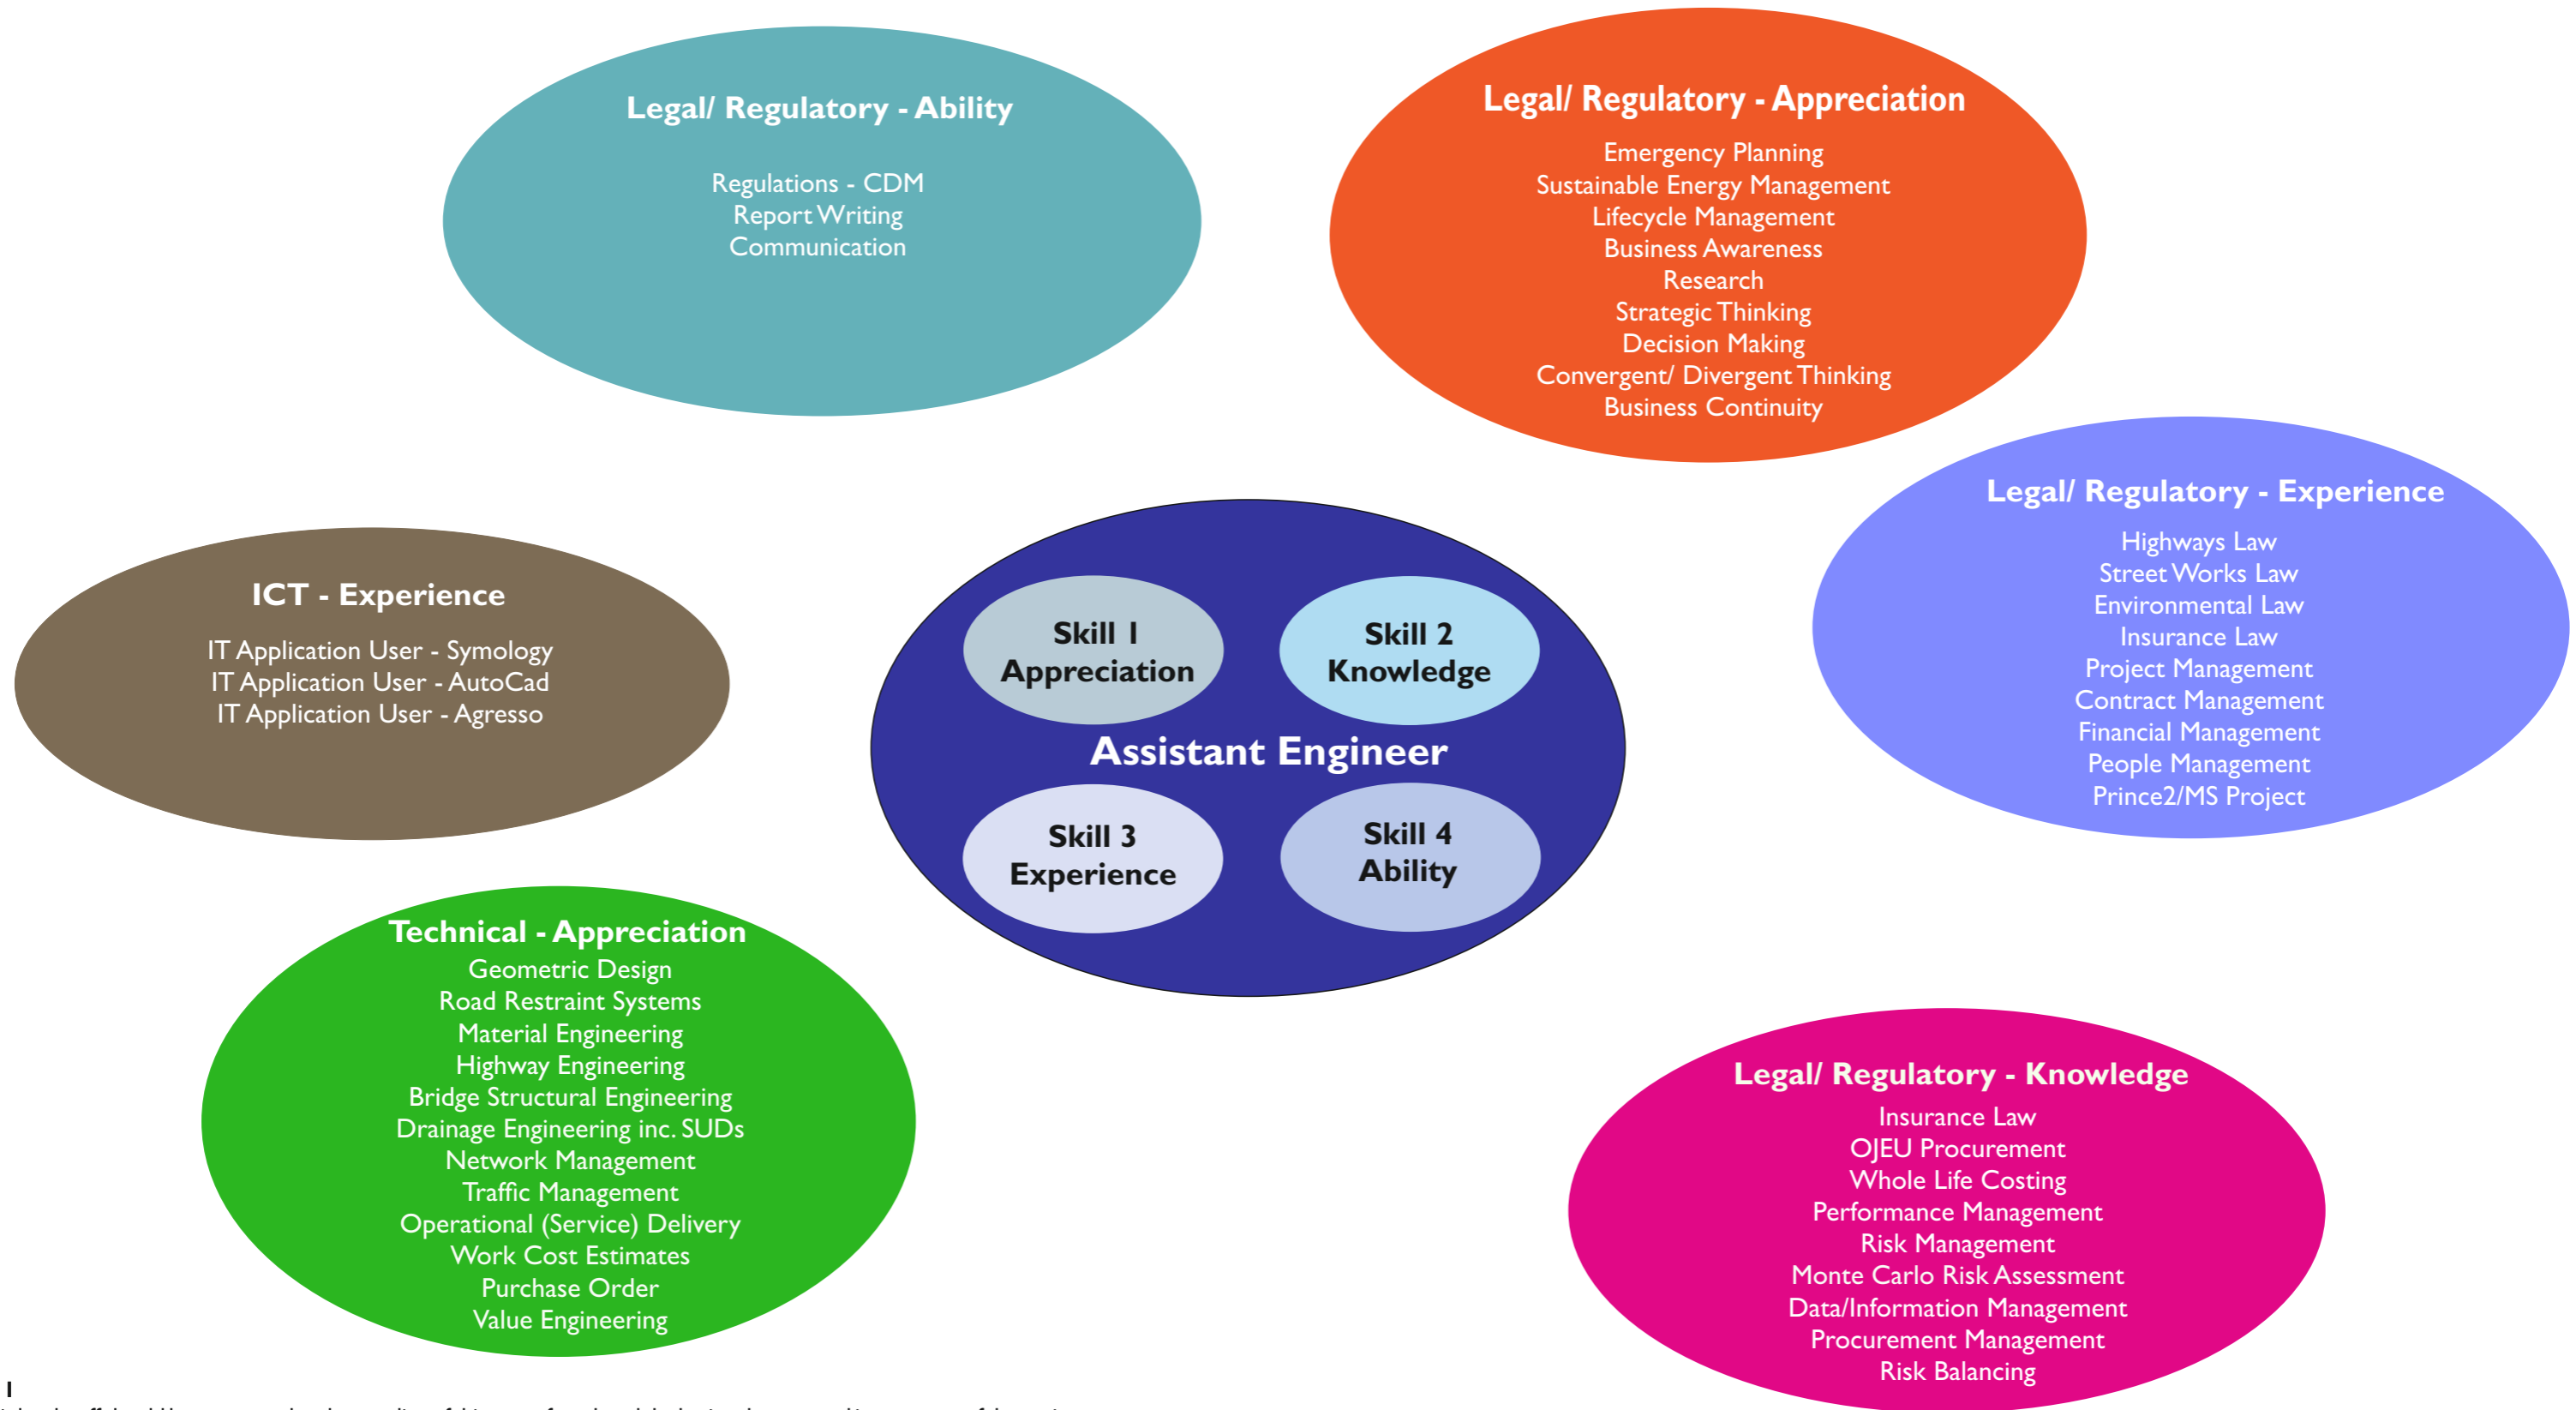 Legal/ Regulatory - Ability
Regulations - CDM
Report Writing
Communication
Legal/ Regulatory - Appreciation
Emergency Planning
Sustainable Energy Management
Lifecycle Management
Business Awareness
Research
Strategic Thinking
Decision Making
Convergent/ Divergent Thinking
Business Continuity
Legal/ Regulatory - Experience
Highways Law
Street Works Law
Environmental Law
Insurance Law
Project Management
Contract Management
Financial Management
People Management
Prince2/MS Project
ICT - Experience
IT Application User - Symology
IT Application User - AutoCad
IT Application User - Agresso
Skill 1
Appreciation
Skill 2
Knowledge
Assistant Engineer
Skill 3
Experience
Skill 4
Ability
Technical - Appreciation
Geometric Design
Road Restraint Systems
Material Engineering
Highway Engineering
Bridge Structural Engineering
Drainage Engineering inc. SUDs
Network Management
Traffic Management
Operational (Service) Delivery
Work Cost Estimates
Purchase Order
Value Engineering
Legal/ Regulatory - Knowledge
Insurance Law
OJEU Procurement
Whole Life Costing
Performance Management
Risk Management
Monte Carlo Risk Assessment
Data/Information Management
Procurement Management
Risk Balancing
1